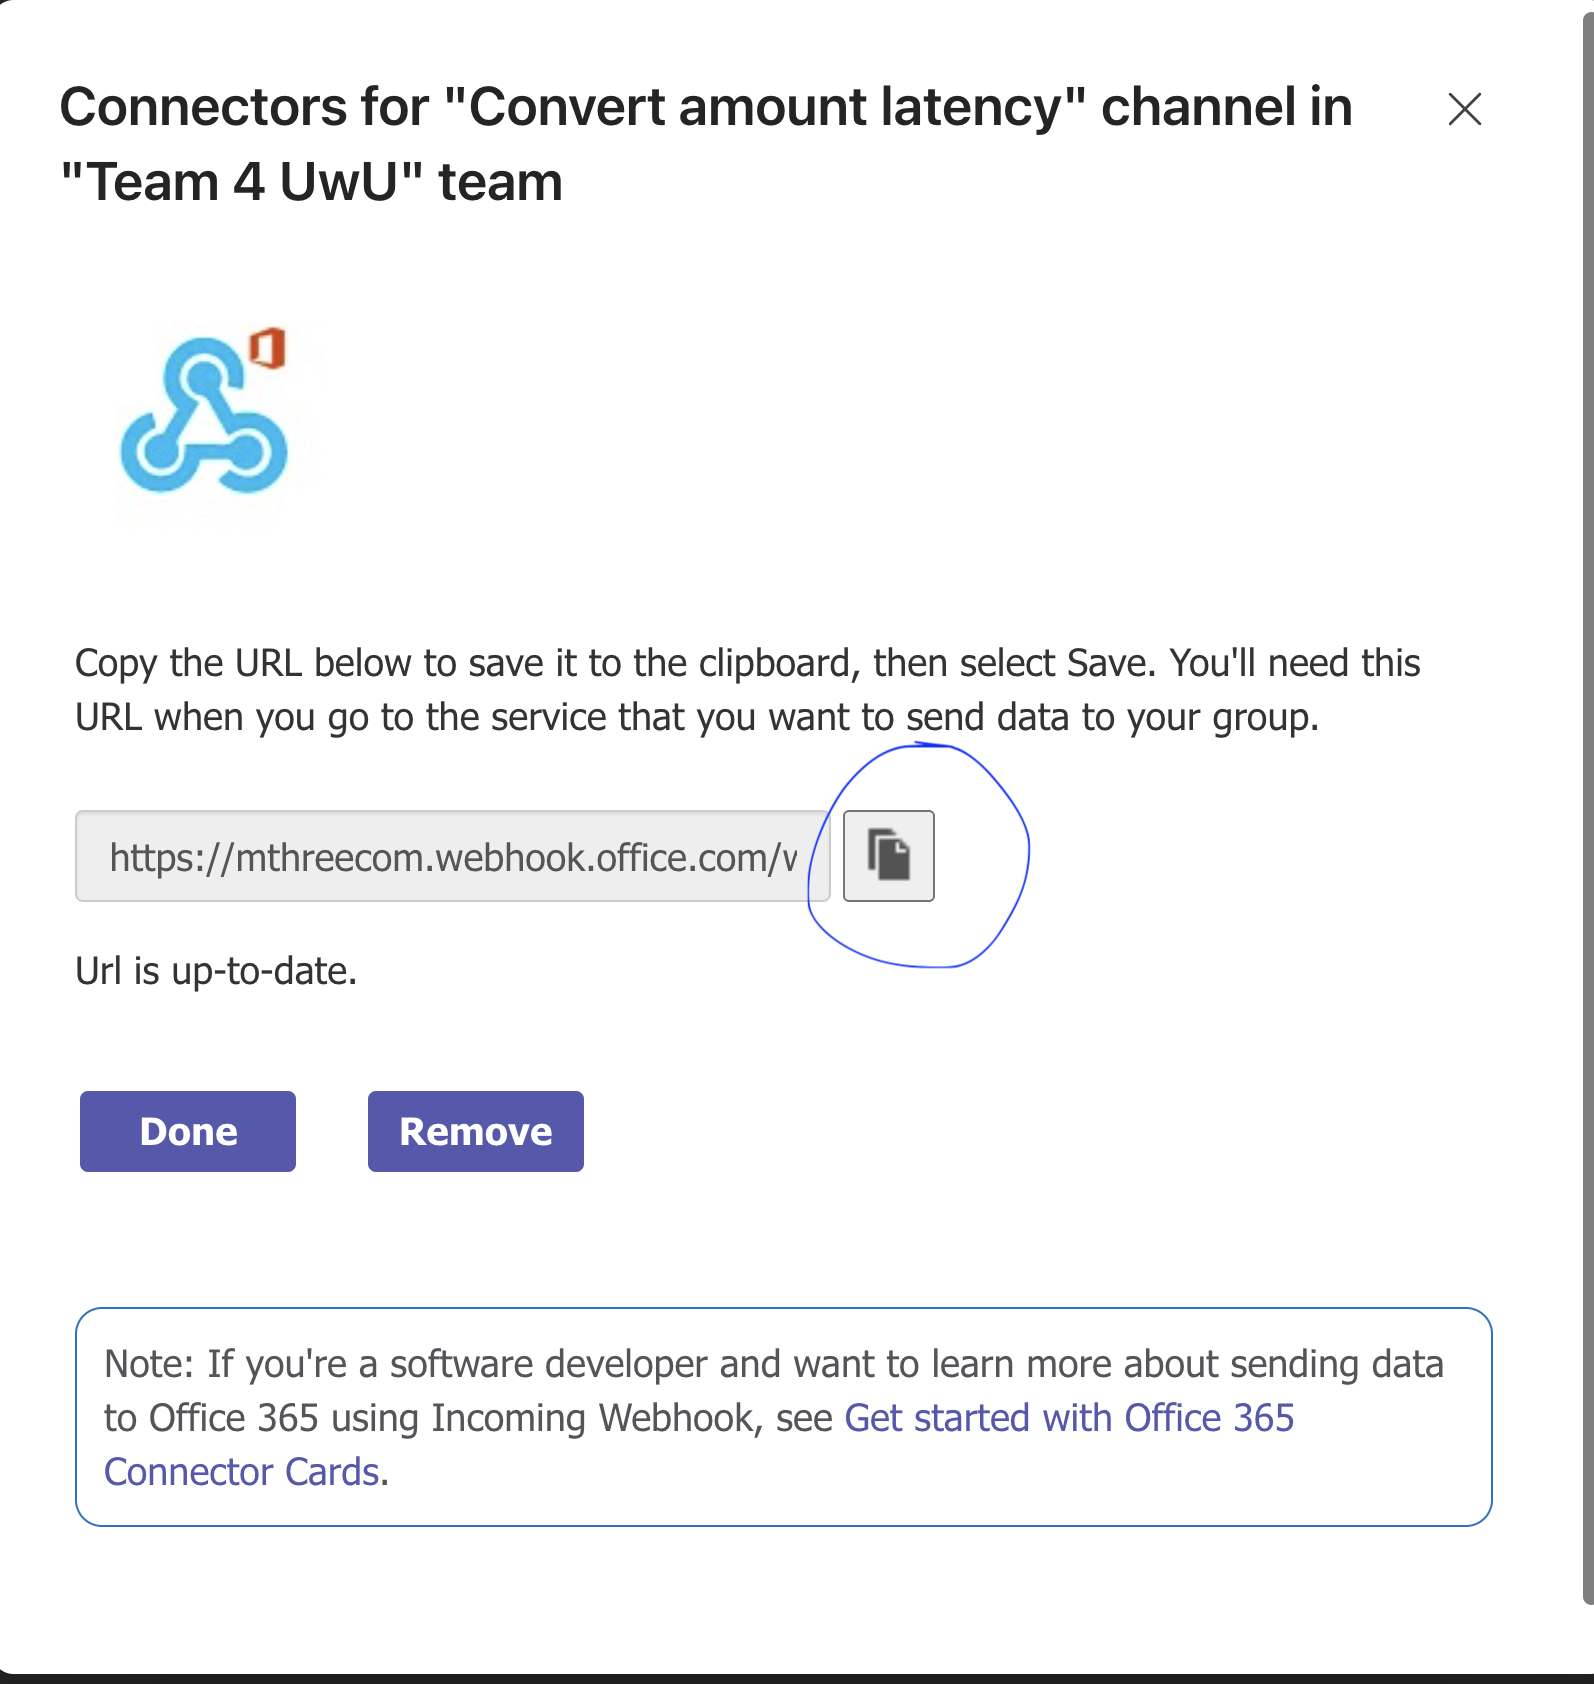 Connectors for "Convert amount latency" channel in
"Team 4 UwU" team
Copy the URL below to save it to the clipboard, then select Save. You'll need this
URL when you go to the service that you want to send data to your group.
https://mthreecom.webhook.office.com/w
Url is up-to-date.
Done
Remove
Note: If you're a software developer and want to learn more about sending data
to Office 365 using Incoming Webhook, see Get started with Office 365
Connector Cards.